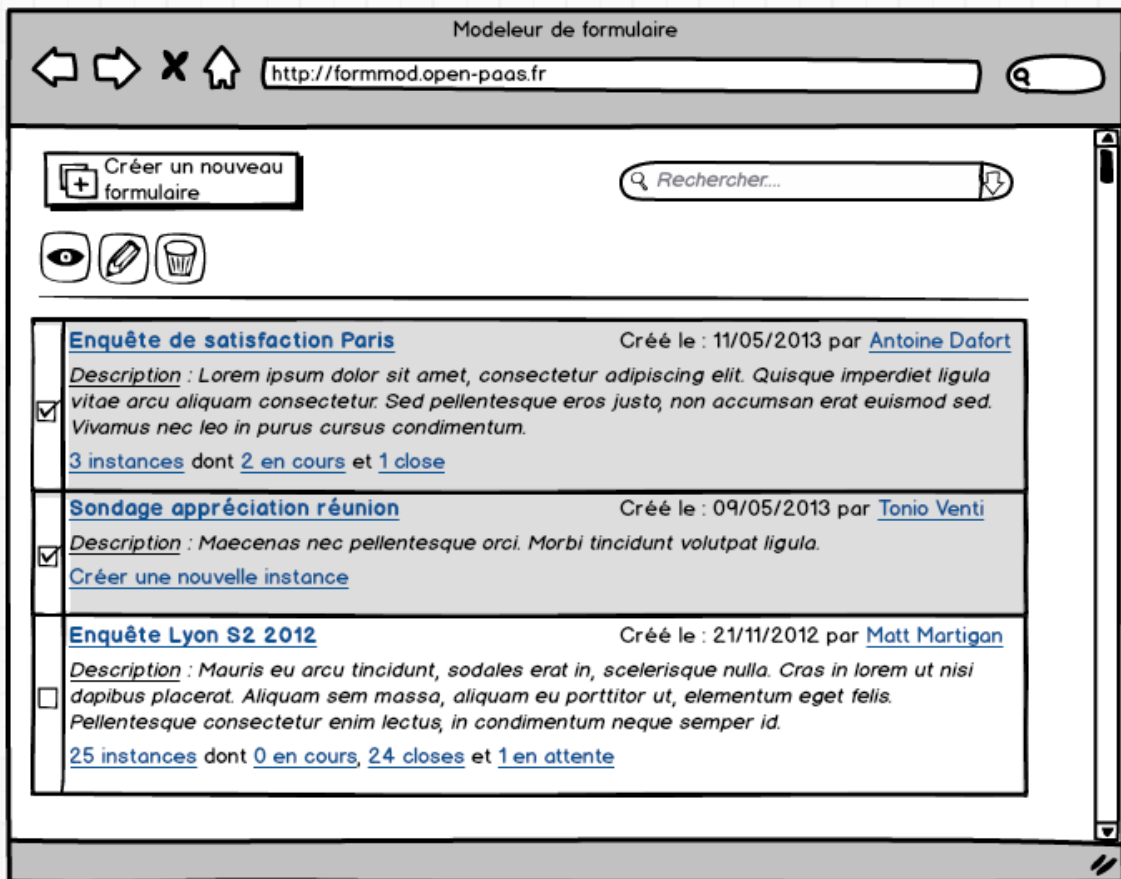 Modeleur de formulaire
http://formmod.open-paas.fr
Créer un nouveau
formulaire
Rechercher....
Enquête de satisfaction Paris
Créé le : 11/05/2013 par Antoine Dafort
Description : Lorem ipsum dolor sit amet, consectetur adipiscing elit. Quisque imperdiet ligula
vitae arcu aliquam consectetur. Sed pellentesque eros justo, non accumsan erat euismod sed.
Vivamus nec leo in purus cursus condimentum.
3 instances dont 2 en cours et 1 close
Sondage appréciation réunion
Créé le : 09/05/2013 par Tonio Venti
Description : Maecenas nec pellentesque orci. Morbi tincidunt volutpat ligula.
Créer une nouvelle instance
Enquête Lyon S2 2012
Créé le : 21/11/2012 par Matt Martigan
Description : Mauris eu arcu tincidunt, sodales erat in, scelerisque nulla. Cras in lorem ut nisi
dapibus placerat. Aliquam sem massa, aliquam eu porttitor ut, elementum eget felis.
Pellentesque consectetur enim lectus, in condimentum neque semper id.
25 instances dont 0 en cours, 24 closes et 1 en attente